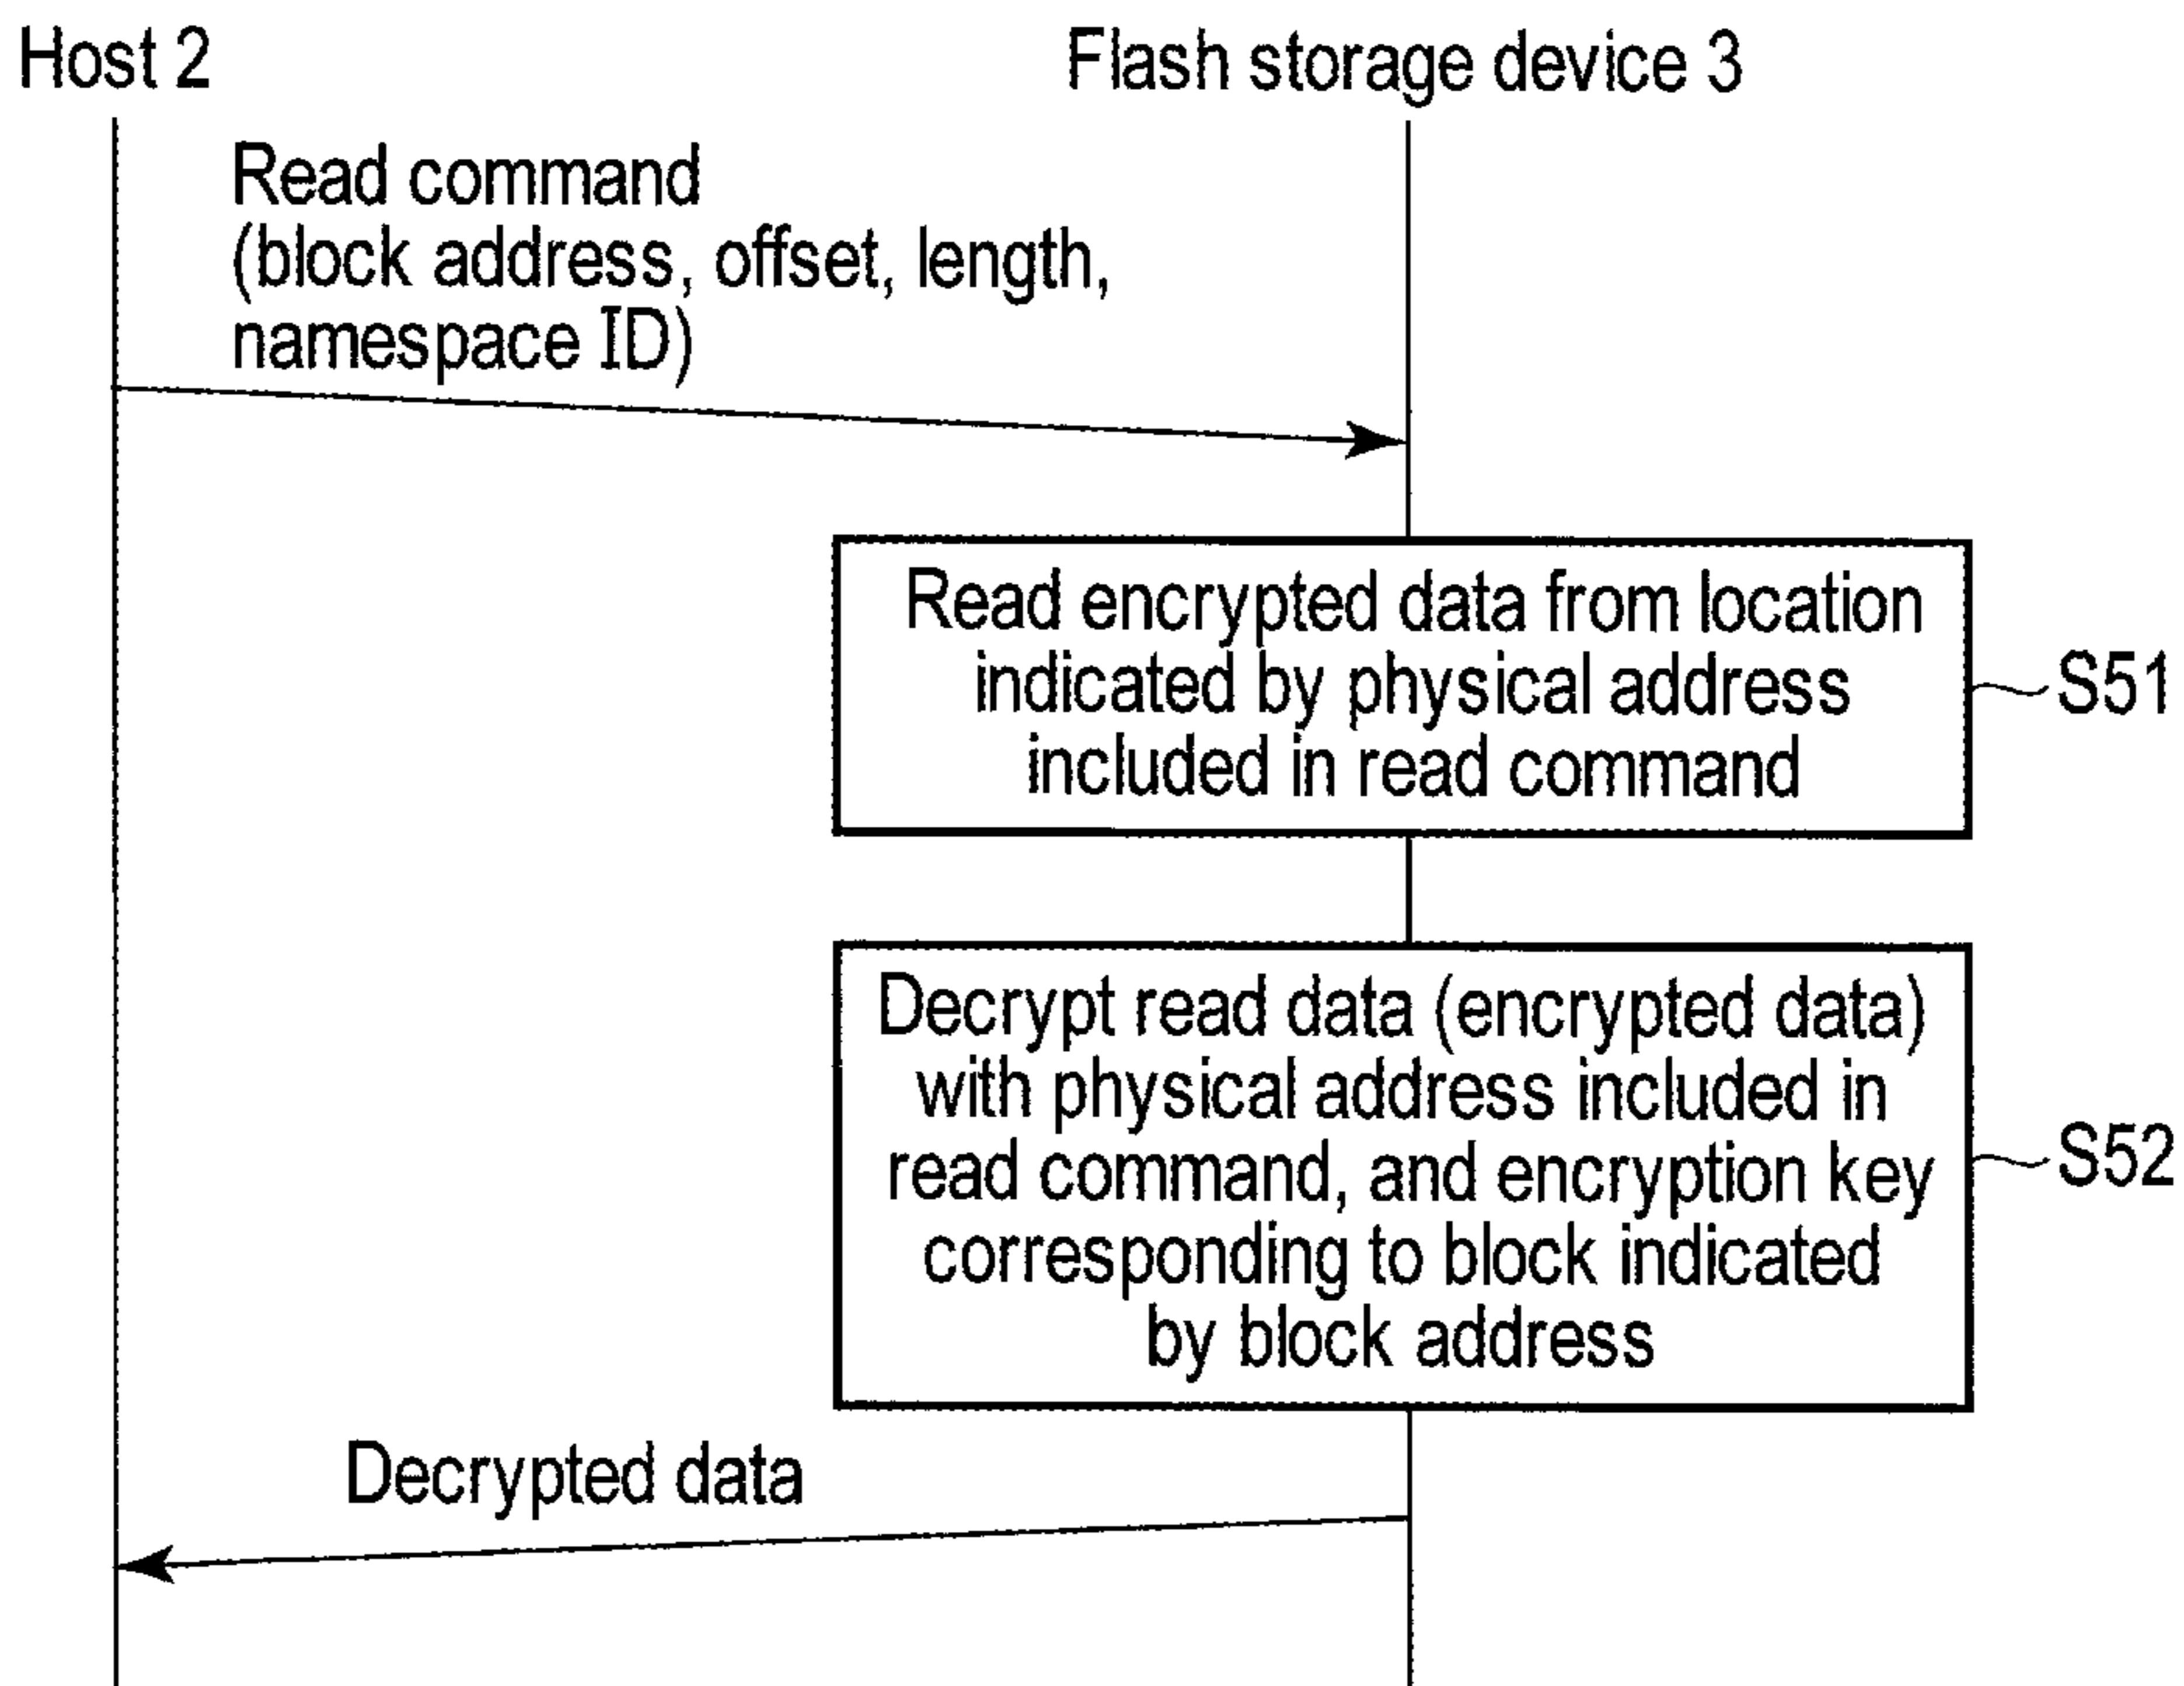 Host 2
Flash storage device 3
Read command
(block address, offset, length,
namespace ID)
Read encrypted data from location
indicated by physical address
included in read command
S51
Decrypt read data (encrypted data)
with physical address included in
read command, and encryption key
corresponding to block indicated
by block address
S52
Decrypted data